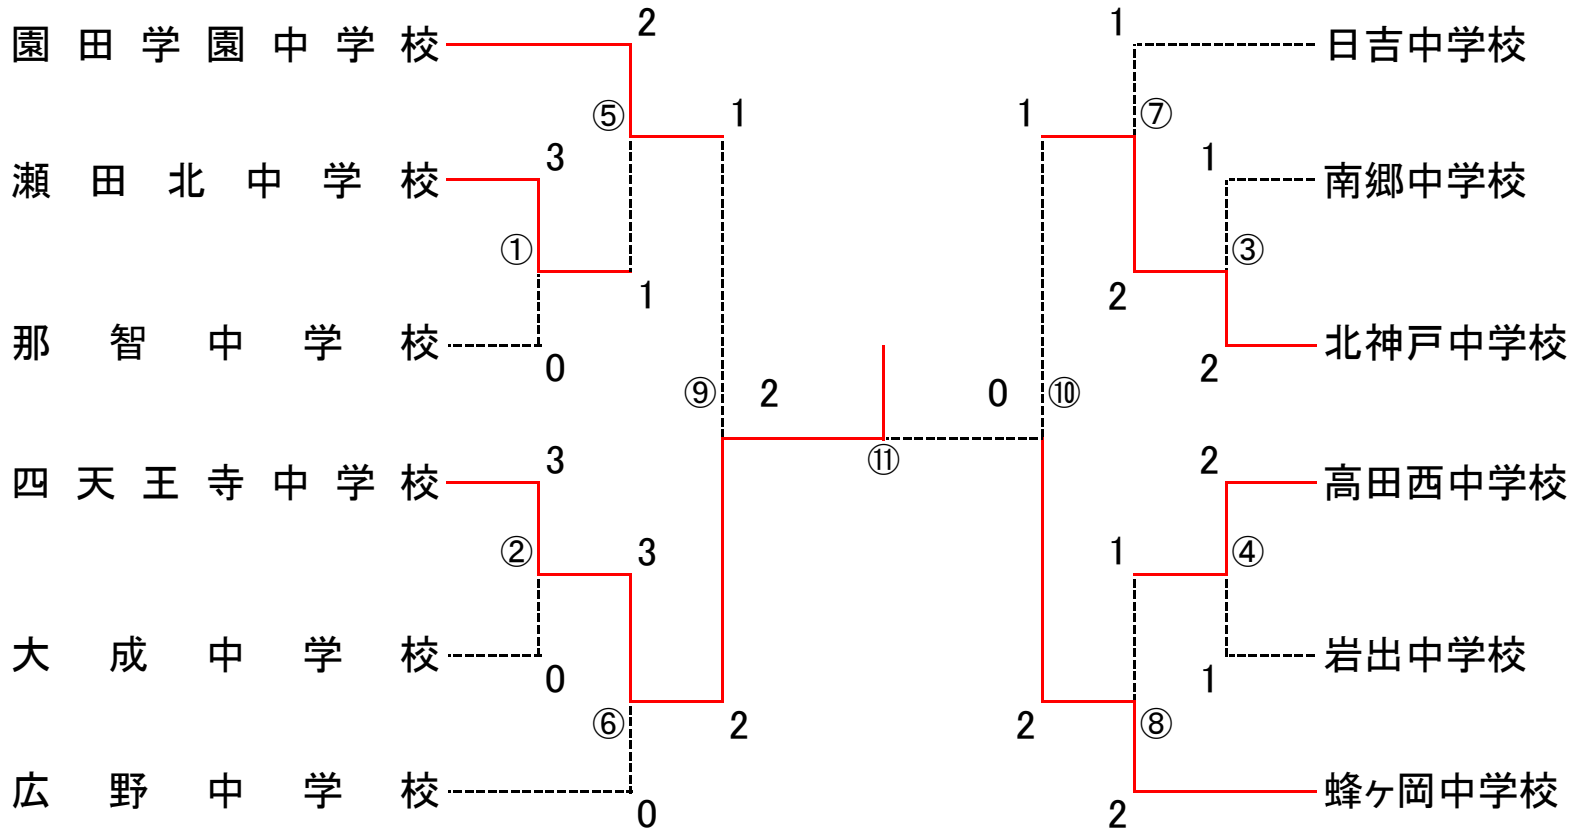 園田学園中学校 2 1 日吉中学校
⑤ 1 1 ⑦
瀬田北中学校 3 1 南郷中学校
① ③
1 2
那智中学校 0 2 北神戸中学校
⑨ 2 0 ⑩
⑪
四天王寺中学校 3 2 高田西中学校
② 3 1 ④
大成中学校 0 1 岩出中学校
⑥ 2 2 ⑧
広野中学校 0 2 蜂ヶ岡中学校